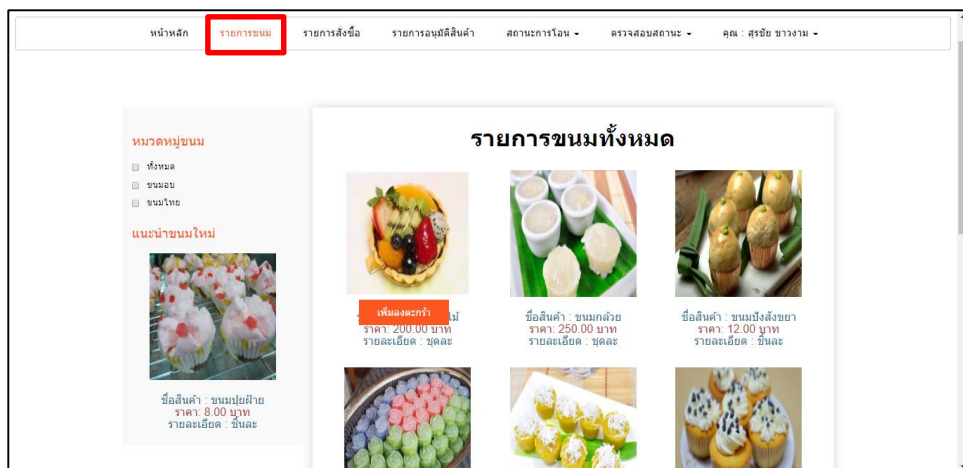 หน้าหลัก รายการขนม รายการสั่งซื้อ รายการอนุมัติสินค้า สถานะการโอน ตรวจสอบสถานะ คุณ : สุรชัย ขาวงาม
หมวดหมู่ขนม
ทั้งหมด
ขนมอบ
ขนมไทย
แนะนำขนมใหม่
ชื่อสินค้า : ขนมปุยฝ้าย
ราคา: 8.00 บาท
รายละเอียด : ชิ้นละ
รายการขนมทั้งหมด
เพิ่มลงตะกร้า
ราคา: 200.00 บาท
รายละเอียด : ชุดละ
ชื่อสินค้า : ขนมกล้วย
ราคา: 250.00 บาท
รายละเอียด : ชุดละ
ชื่อสินค้า : ขนมปังสังขยา
ราคา: 12.00 บาท
รายละเอียด : ชิ้นละ